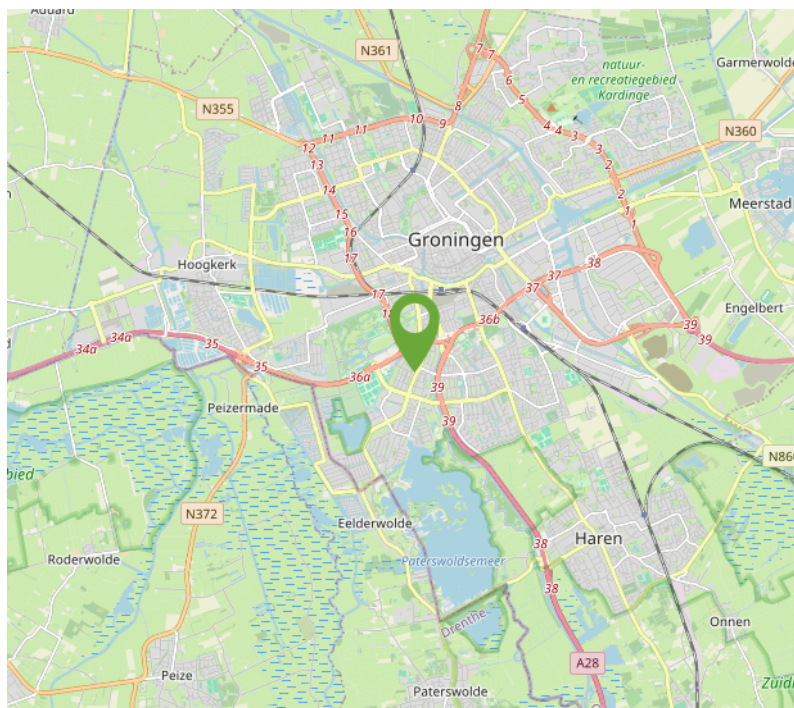 Aduard
N361
7
7
natuur-
en recreatiegebied
Kardinge
Garmerwolde
6
5
8
N355
10
9
11
11
12
4
4
3
3
N360
13
14
2
2
15
1
1
16
Meerstad
17
Groningen
Hoogkerk
38
37
37
17
39
39
Engelbert
36b
34a
34a
35
35
36a
39
39
Peizermade
N860
N372
Eelderwolde
Haren
38
38
Paterswoldsemeer
Roderwolde
Drenthe
Onnen
A28
Peize
Paterswolde